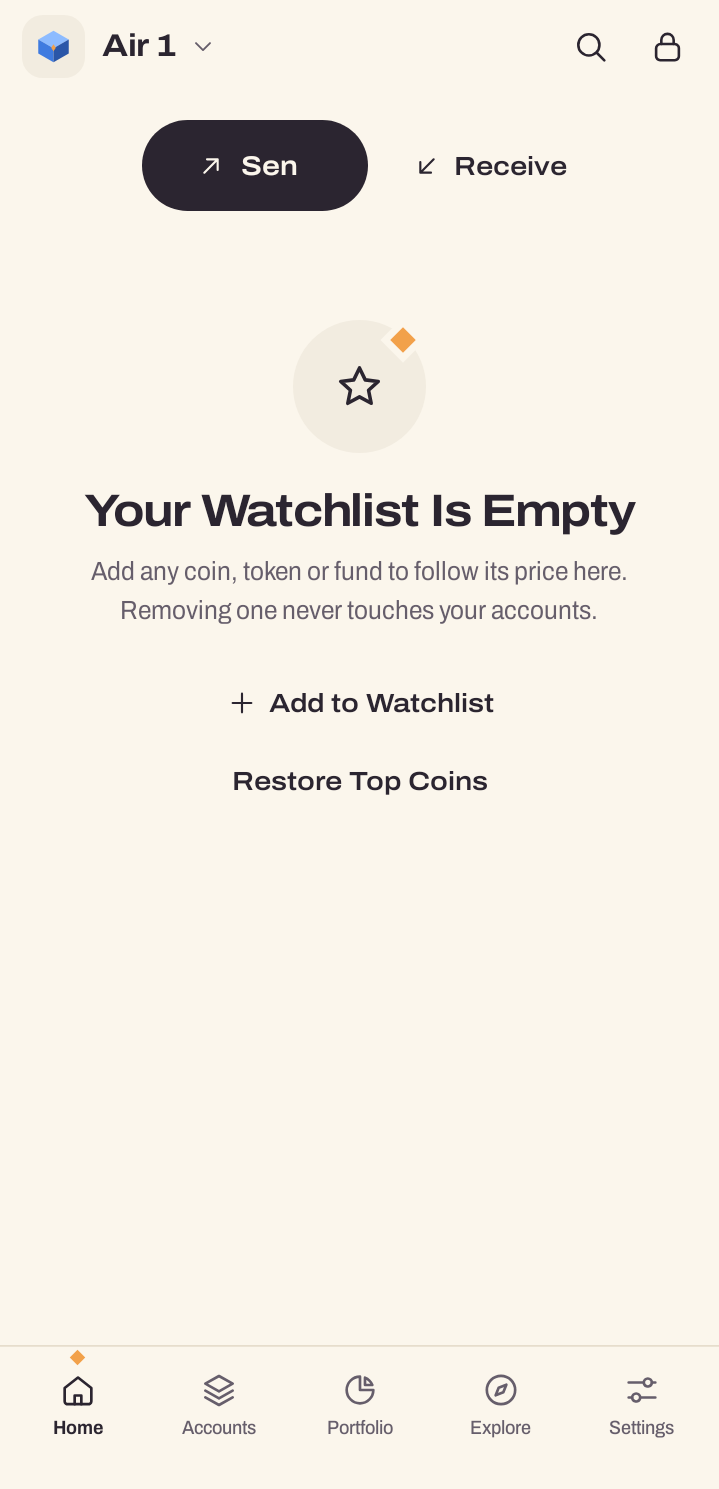 Air 1
Sen
Receive
Your Watchlist Is Empty
Add any coin, token or fund to follow its price here.
Removing one never touches your accounts.
Add to Watchlist
Restore Top Coins
Home
Accounts
Portfolio
Explore
Settings